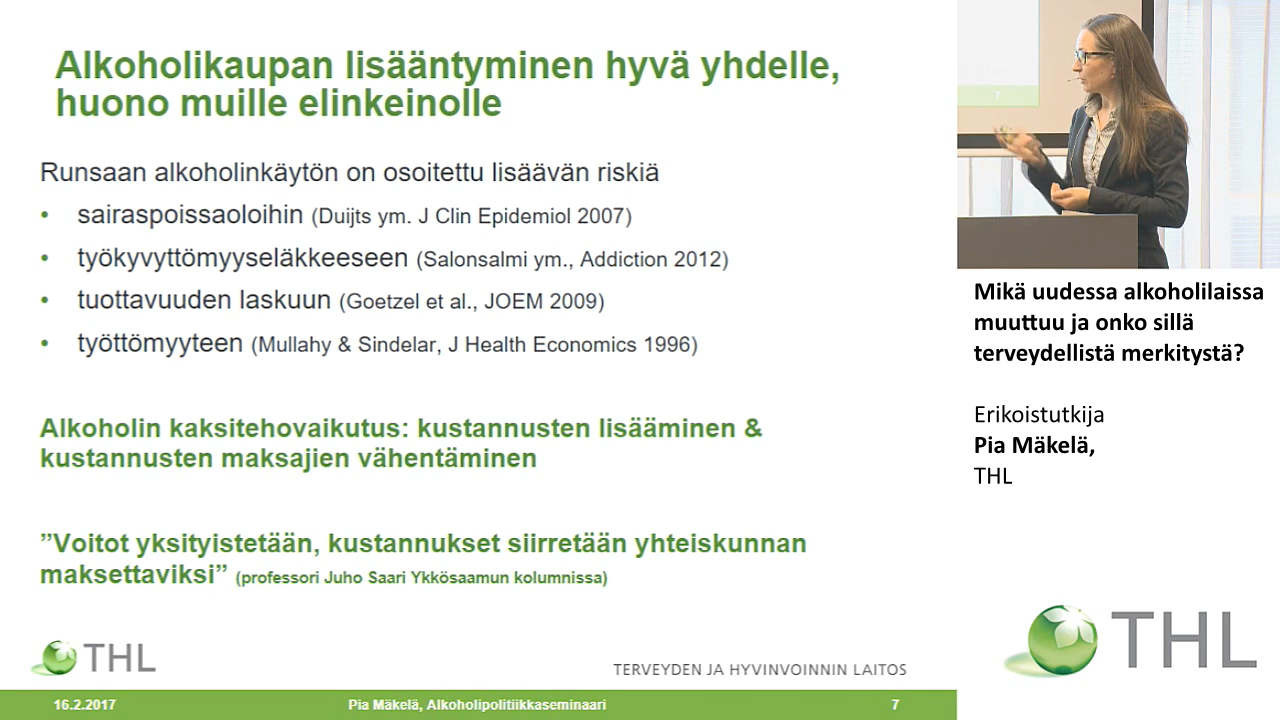 Alkoholikaupan lisääntyminen hyvä yhdelle,
huono muille elinkeinolle
Runsaan alkoholinkäytön on osoitettu lisäävän riskiä
• sairaspoissaoloihin (Duijts ym. J Clin Epidemiol 2007)
• työkyvyttömyyseläkkeeseen (Salonsalmi ym., Addiction 2012)
• tuottavuuden laskuun (Goetzel et al., JOEM 2009)
• työttömyyteen (Mullahy & Sindelar, J Health Economics 1996)
Alkoholin kaksitehovaikutus: kustannusten lisääminen &
kustannusten maksajien vähentäminen
”Voitot yksityistetään, kustannukset siirretään yhteiskunnan
maksettaviksi” (professori Juho Saari Ykkösaamun kolumnissa)
THL
TERVEYDEN JA HYVINVOINNIN LAITOS
16.2.2017 Pia Mäkelä, Alkoholipolitiikkaseminaari 7
7
Mikä uudessa alkoholilaissa
muuttuu ja onko sillä
terveydellistä merkitystä?
Erikoistutkija
Pia Mäkelä,
THL
THL